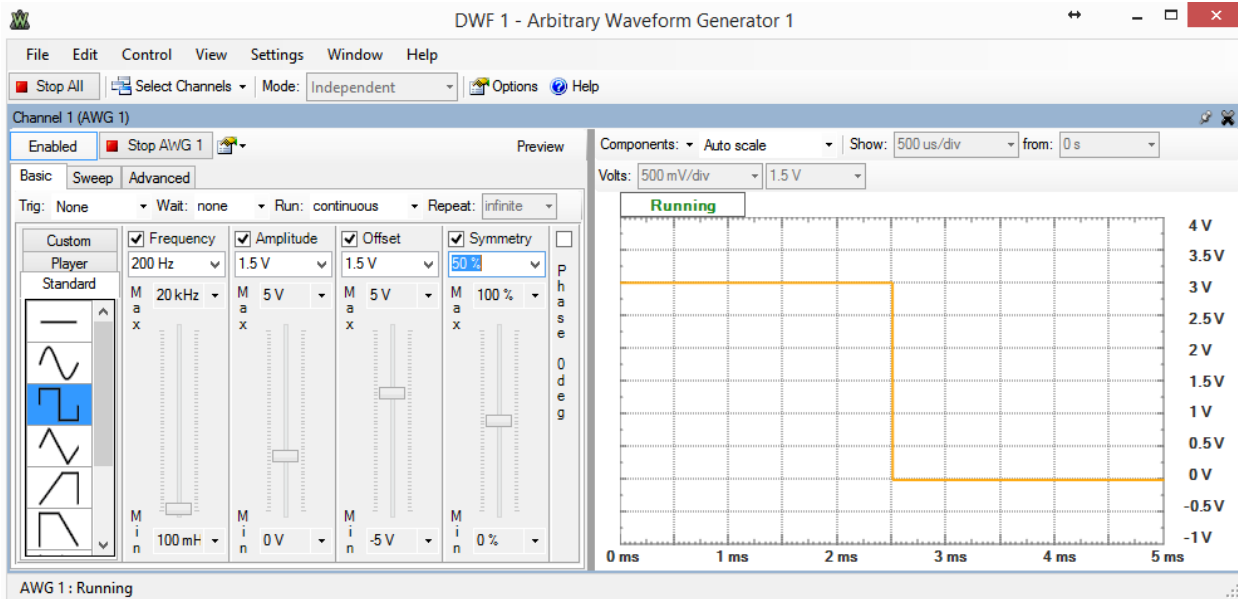 DWF 1 - Arbitrary Waveform Generator 1
File Edit Control View Settings Window Help
Stop All Select Channels Mode: Independent Options Help
Channel 1 (AWG 1)
Enabled Stop AWG 1 Preview
Basic Sweep Advanced
Trig: None Wait: none Run: continuous Repeat: infinite
Custom
Player
Standard
Frequency Amplitude Offset Symmetry
200 Hz 1.5 V 1.5 V 50 %
Max 20 kHz Max 5 V Max 5 V Max 100 %
Min 100 mH Min 0 V Min -5 V Min 0 %
Phase 0 deg
Components: Auto scale Show: 500 us/div from: 0 s
Volts: 500 mV/div 1.5 V
Running
4 V
3.5 V
3 V
2.5 V
2 V
1.5 V
1 V
0.5 V
0 V
-0.5 V
-1 V
0 ms 1 ms 2 ms 3 ms 4 ms 5 ms
AWG 1 : Running